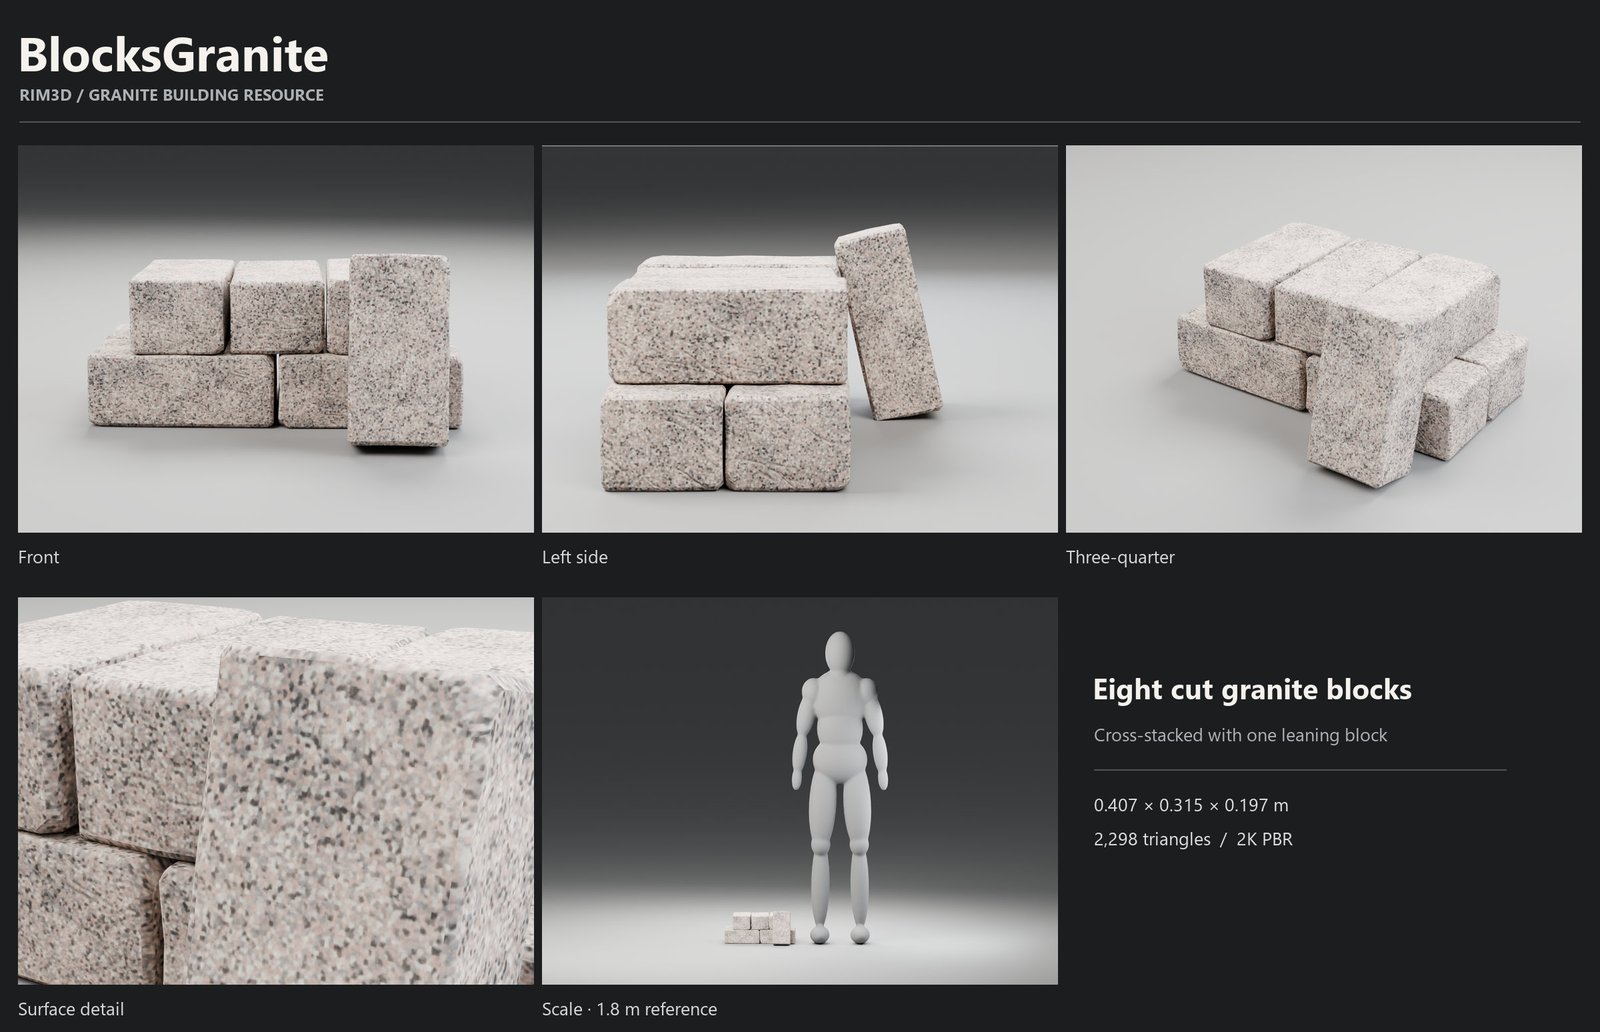 BlocksGranite
RIM3D / GRANITE BUILDING RESOURCE
Front
Left side
Three-quarter
Eight cut granite blocks
Cross-stacked with one leaning block
0.407 × 0.315 × 0.197 m
2,298 triangles / 2K PBR
Surface detail
Scale · 1.8 m reference